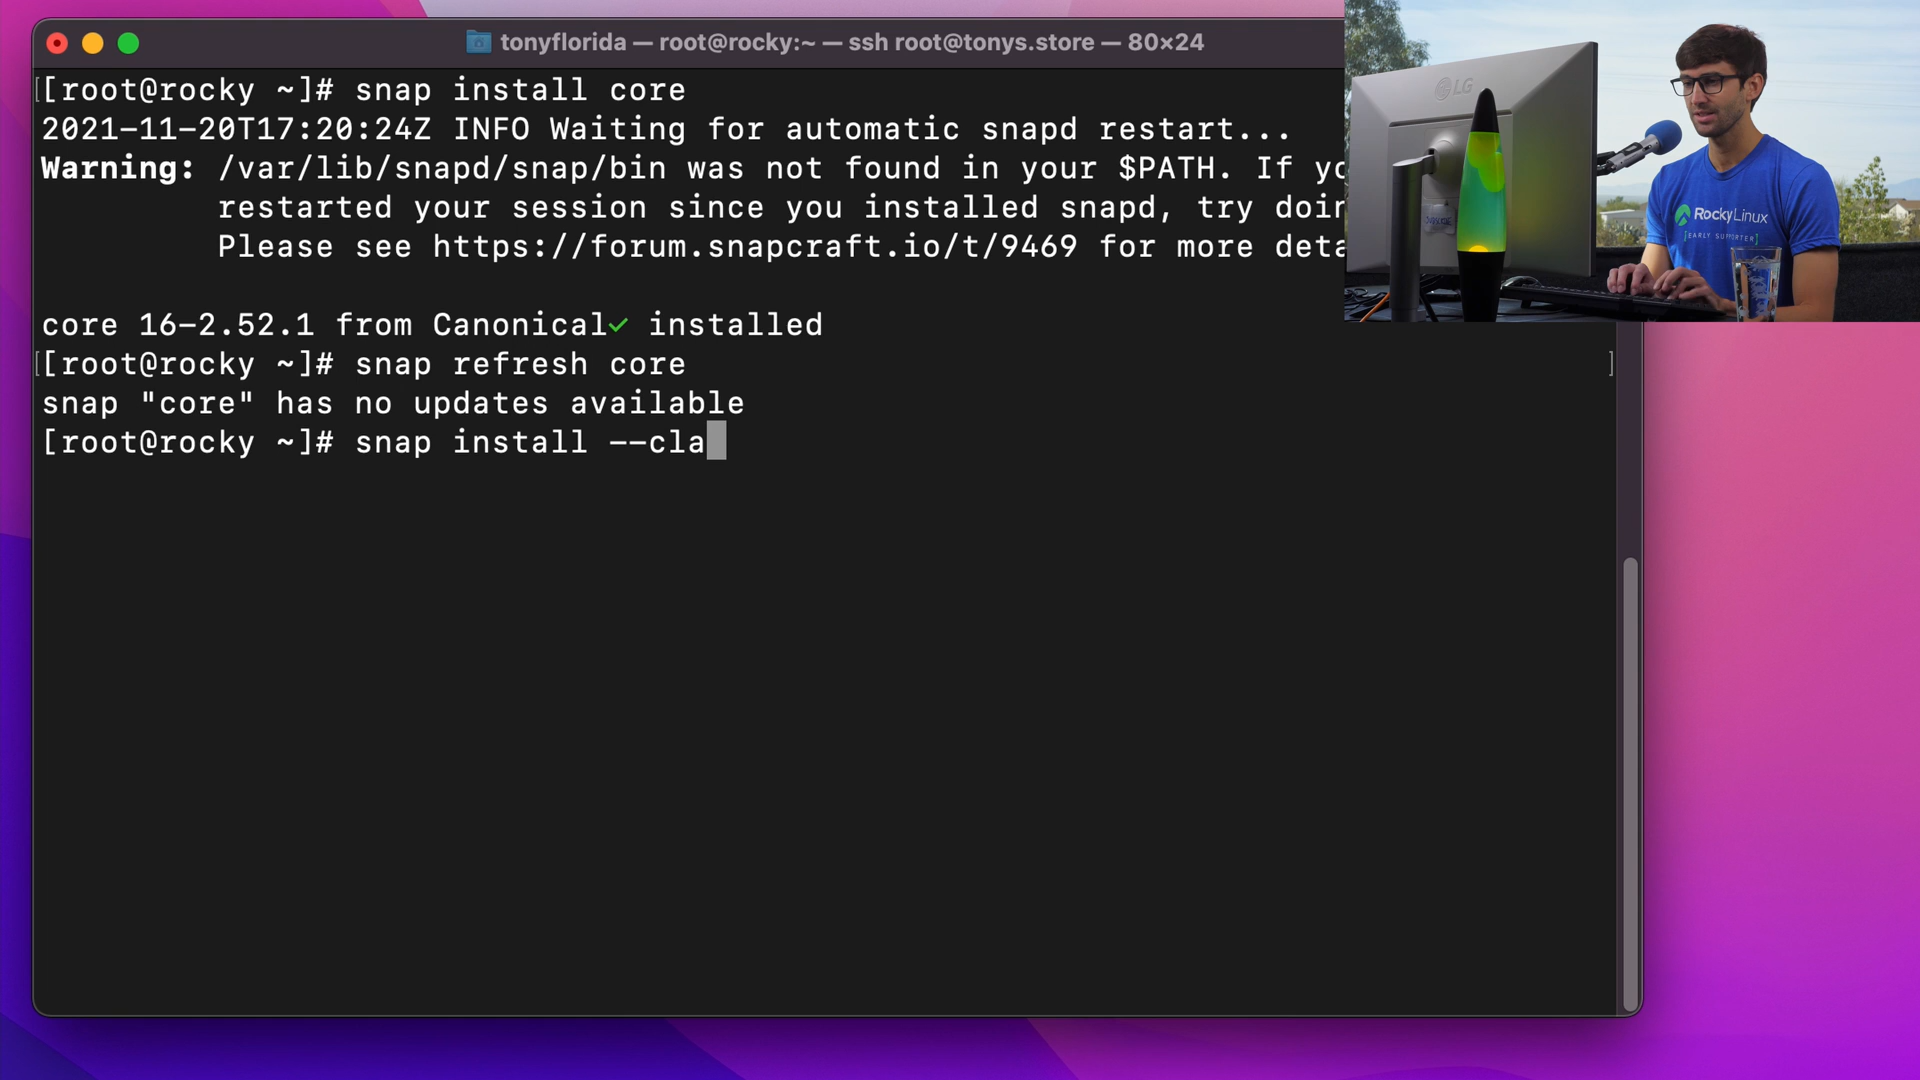 tonyflorida — root@rocky:~ — ssh root@tonys.store — 80×24
[[root@rocky ~]# snap install core
2021-11-20T17:20:24Z INFO Waiting for automatic snapd restart...
Warning: /var/lib/snapd/snap/bin was not found in your $PATH. If
restarted your session since you installed snapd, try
Please see https://forum.snapcraft.io/t/9469 for more
core 16-2.52.1 from Canonical✓ installed
[[root@rocky ~]# snap refresh core ]
snap "core" has no updates available
[root@rocky ~]# snap install --cla
LG
RockyLinux
[EARLY SUPPORTER]